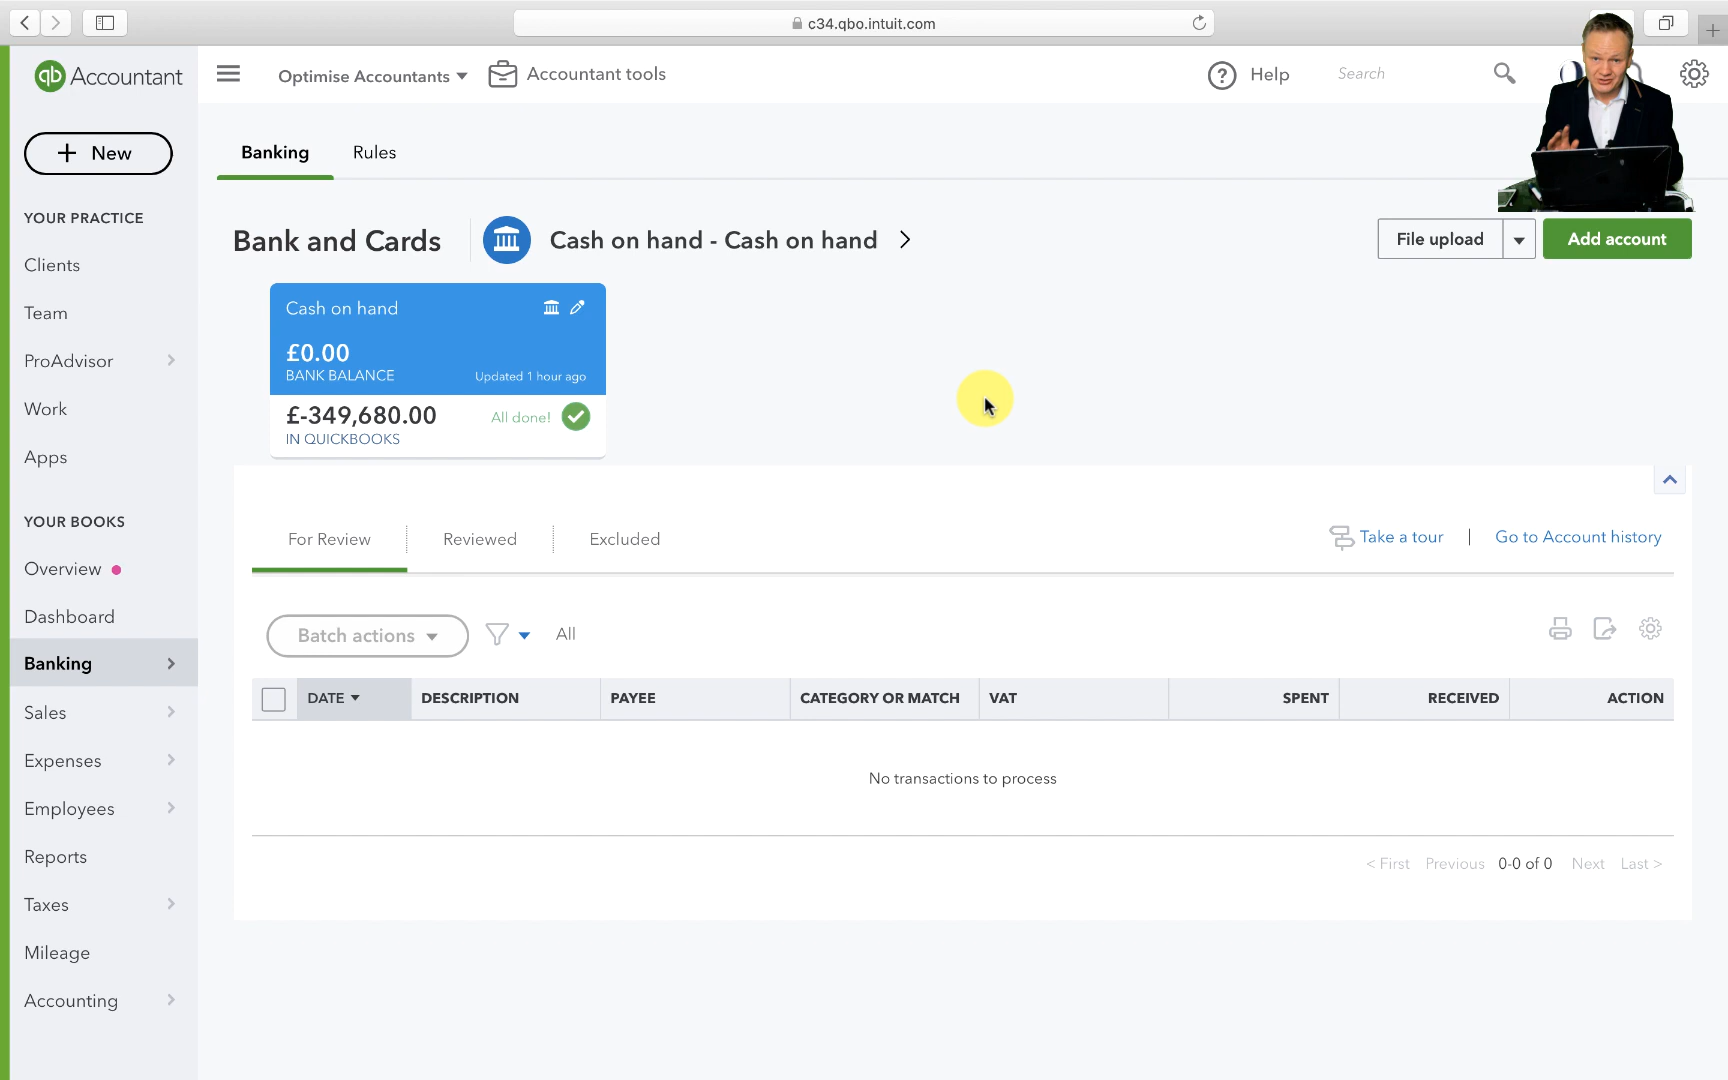 c34.qbo.intuit.com
qb Accountant
Optimise Accountants
Accountant tools
? Help
Search
+ New
YOUR PRACTICE
Clients
Team
ProAdvisor
Work
Apps
YOUR BOOKS
Overview
Dashboard
Banking
Sales
Expenses
Employees
Reports
Taxes
Mileage
Accounting
Banking
Rules
Bank and Cards
Cash on hand - Cash on hand
File upload
Add account
Cash on hand
£0.00
BANK BALANCE
Updated 1 hour ago
£-349,680.00
All done!
IN QUICKBOOKS
For Review
Reviewed
Excluded
Take a tour
Go to Account history
Batch actions
All
DATE
DESCRIPTION
PAYEE
CATEGORY OR MATCH
VAT
SPENT
RECEIVED
ACTION
No transactions to process
< First Previous 0-0 of 0 Next Last >